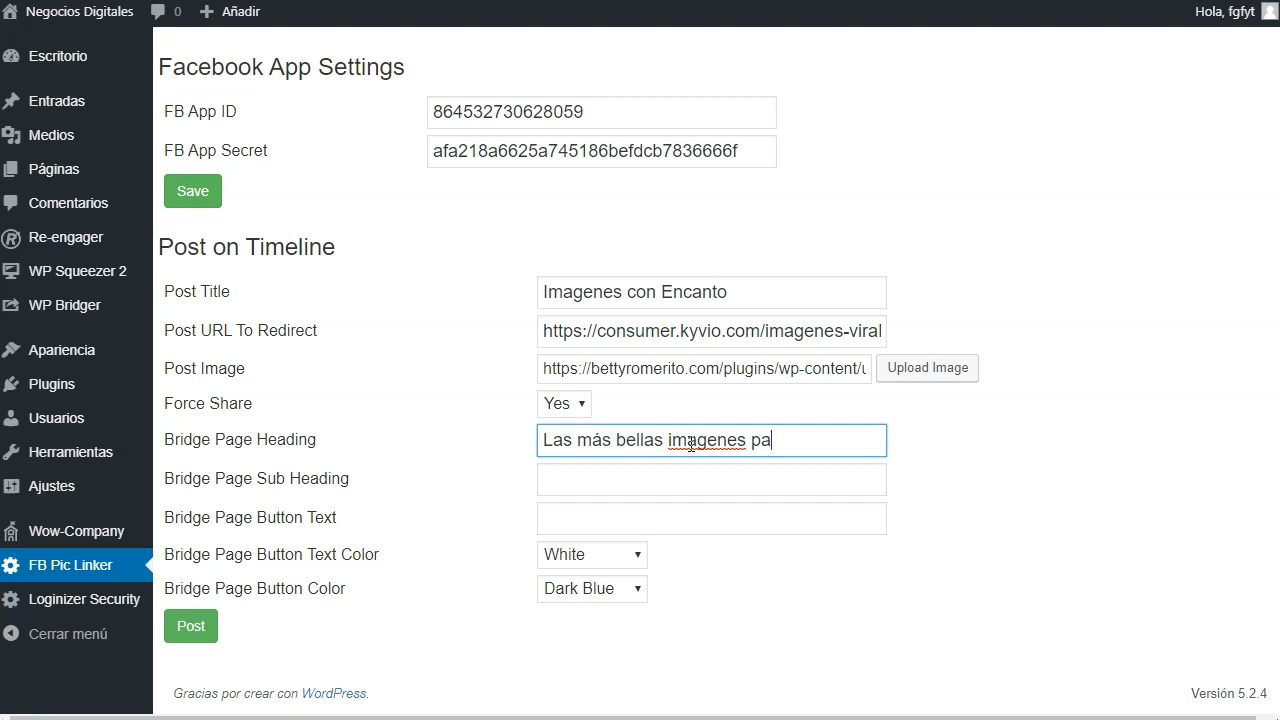 Negocios Digitales 0 Añadir Hola, fgfyt
Escritorio
Entradas
Medios
Páginas
Comentarios
Re-engager
WP Squeezer 2
WP Bridger
Apariencia
Plugins
Usuarios
Herramientas
Ajustes
Wow-Company
FB Pic Linker
Loginizer Security
Cerrar menú
Facebook App Settings
FB App ID 864532730628059
FB App Secret afa218a6625a745186befdcb7836666f
Save
Post on Timeline
Post Title Imagenes con Encanto
Post URL To Redirect https://consumer.kyvio.com/imagenes-viral
Post Image https://bettyromerito.com/plugins/wp-content/u Upload Image
Force Share Yes
Bridge Page Heading Las más bellas imagenes pa
Bridge Page Sub Heading
Bridge Page Button Text
Bridge Page Button Text Color White
Bridge Page Button Color Dark Blue
Post
Gracias por crear con WordPress. Versión 5.2.4